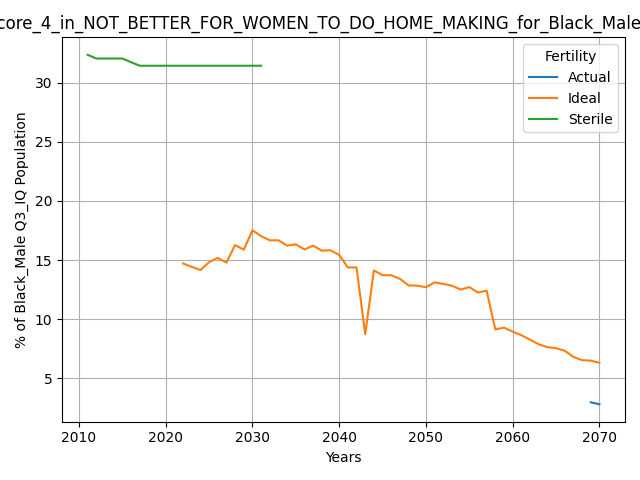 core_4_in_NOT_BETTER_FOR_WOMEN_TO_DO_HOME_MAKING_for_Black_Male
Fertility
Actual
Ideal
Sterile
% of Black_Male Q3_IQ Population
30
25
20
15
10
5
2010 2020 2030 2040 2050 2060 2070
Years